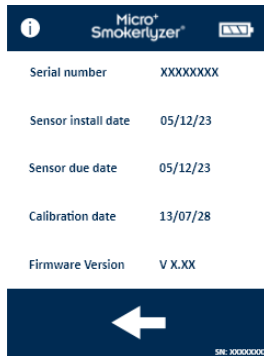 i
Micro+
Smokerlyzer®
Serial number XXXXXXXX
Sensor install date 05/12/23
Sensor due date 05/12/23
Calibration date 13/07/28
Firmware Version V X.XX
SN: XXXXXXXX